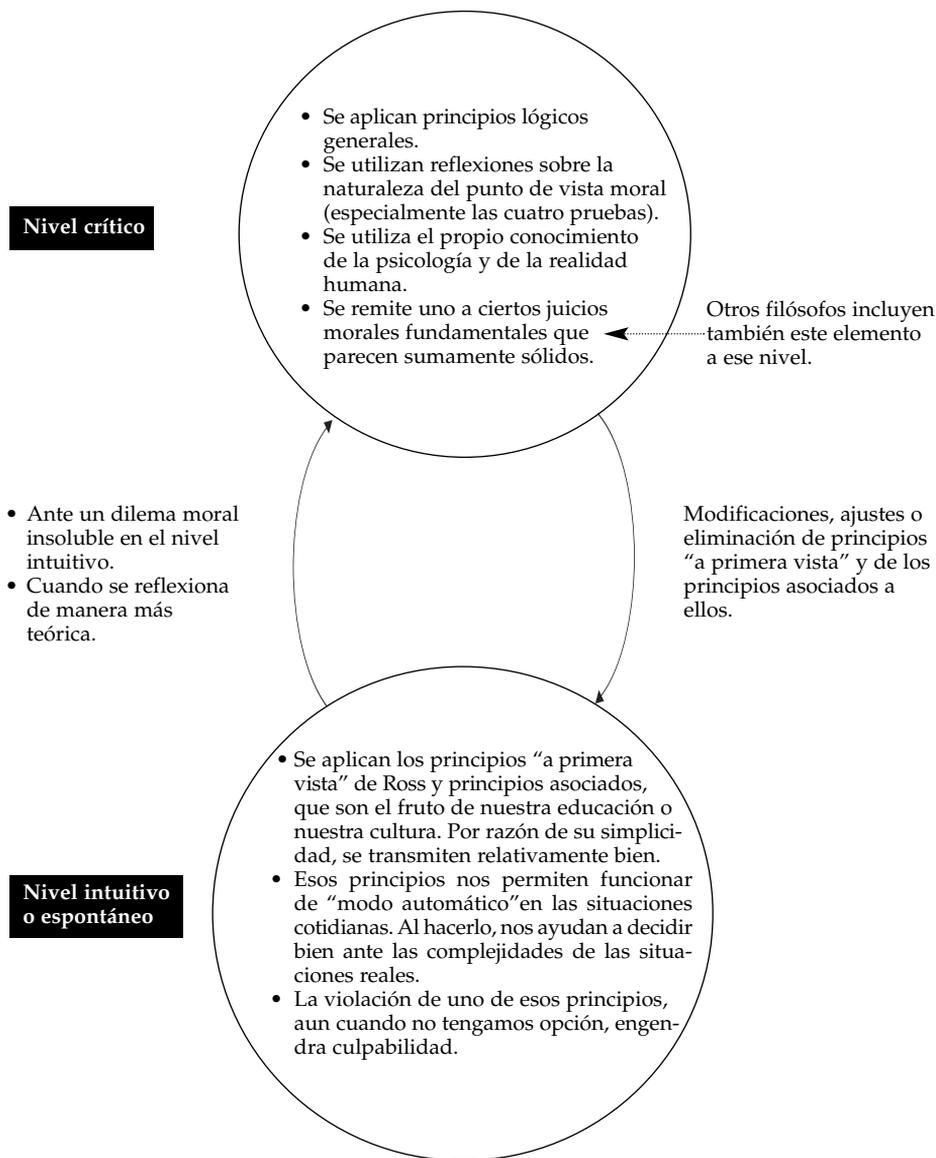 • Se aplican principios lógicos
generales.
• Se utilizan reflexiones sobre la
naturaleza del punto de vista moral
(especialmente las cuatro pruebas).
• Se utiliza el propio conocimiento
de la psicología y de la realidad
humana.
• Se remite uno a ciertos juicios
morales fundamentales que
parecen sumamente sólidos.
Nivel crítico
Otros filósofos incluyen
también este elemento
a ese nivel.
• Ante un dilema moral
insoluble en el nivel
intuitivo.
• Cuando se reflexiona
de manera más
teórica.
Modificaciones, ajustes o
eliminación de principios
“a primera vista” y de los
principios asociados a
ellos.
Nivel intuitivo
o espontáneo
• Se aplican los principios “a primera
vista” de Ross y principios asociados,
que son el fruto de nuestra educación o
nuestra cultura. Por razón de su simplici-
dad, se transmiten relativamente bien.
• Esos principios nos permiten funcionar
de “modo automático”en las situaciones
cotidianas. Al hacerlo, nos ayudan a decidir
bien ante las complejidades de las situa-
ciones reales.
• La violación de uno de esos principios,
aun cuando no tengamos opción, engen-
dra culpabilidad.